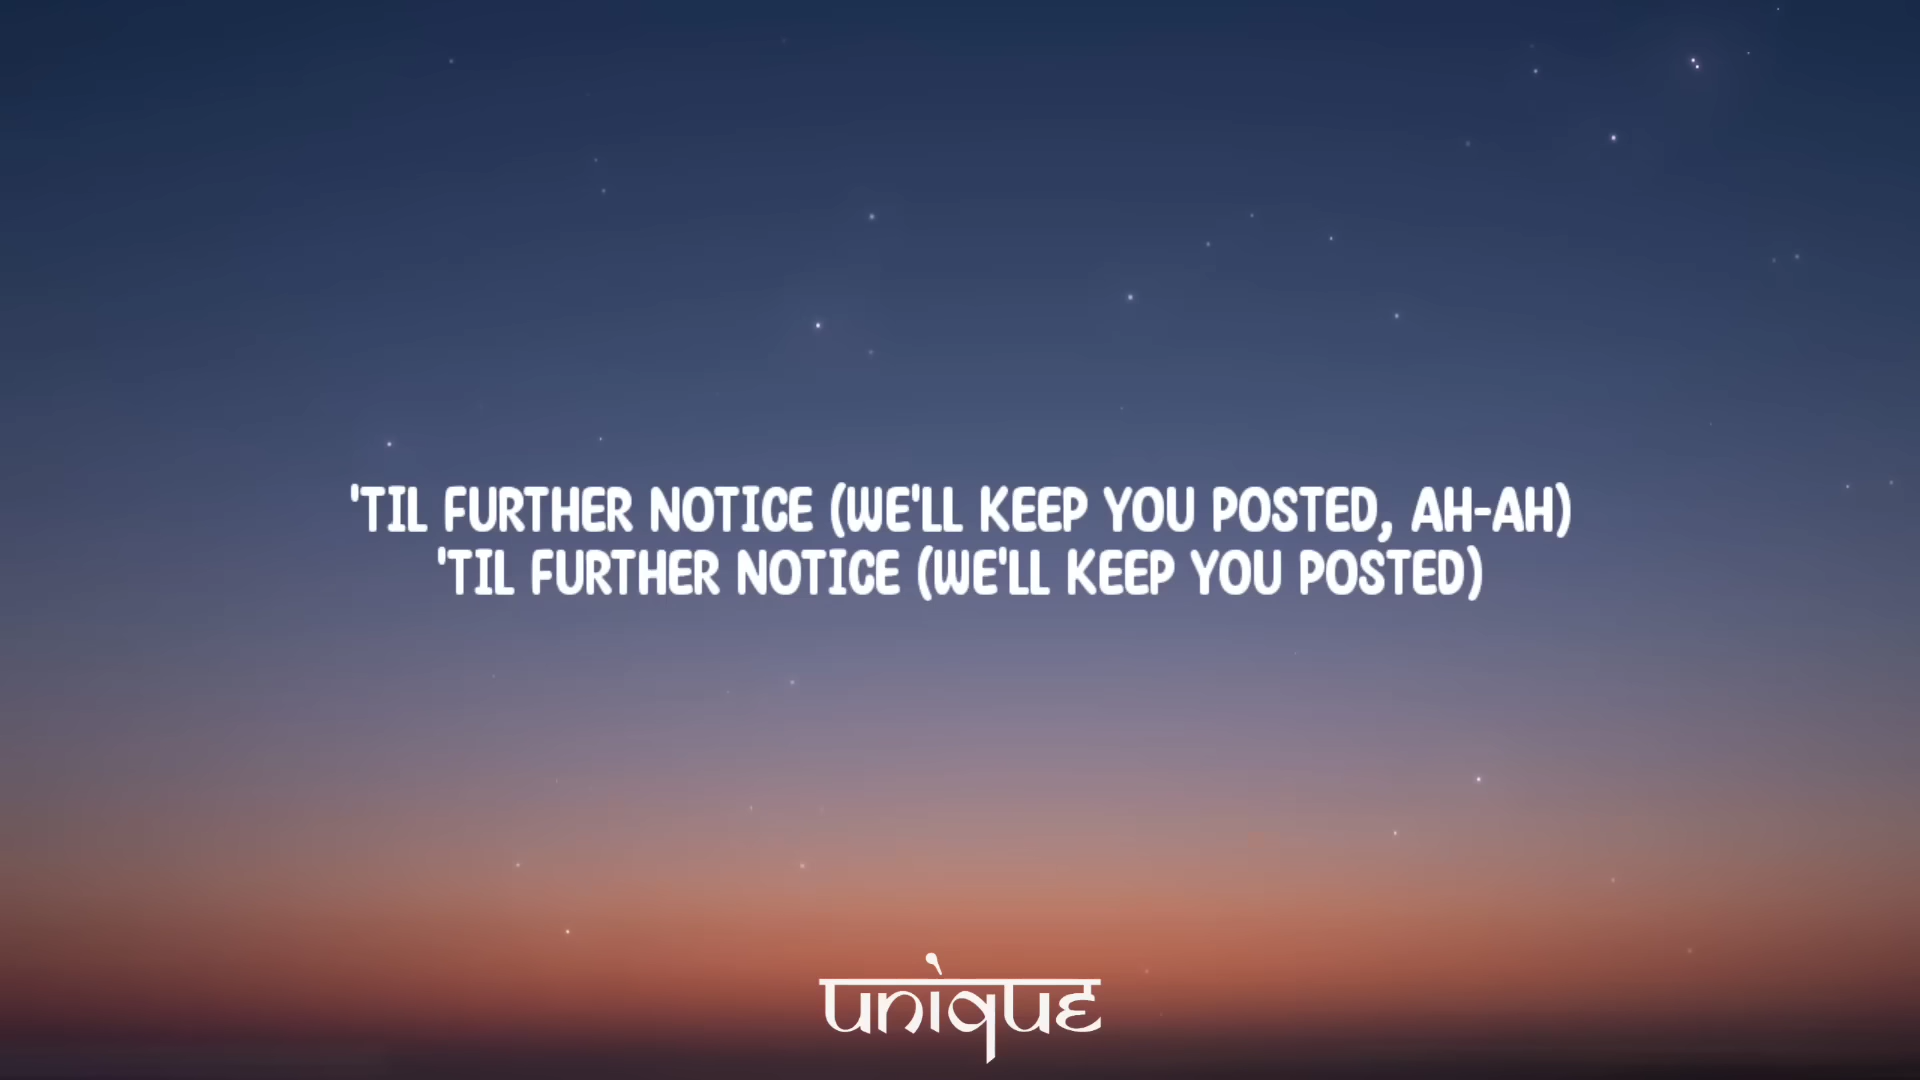 'TIL FURTHER NOTICE (WE'LL KEEP YOU POSTED, AH-AH)
'TIL FURTHER NOTICE (WE'LL KEEP YOU POSTED)
unique